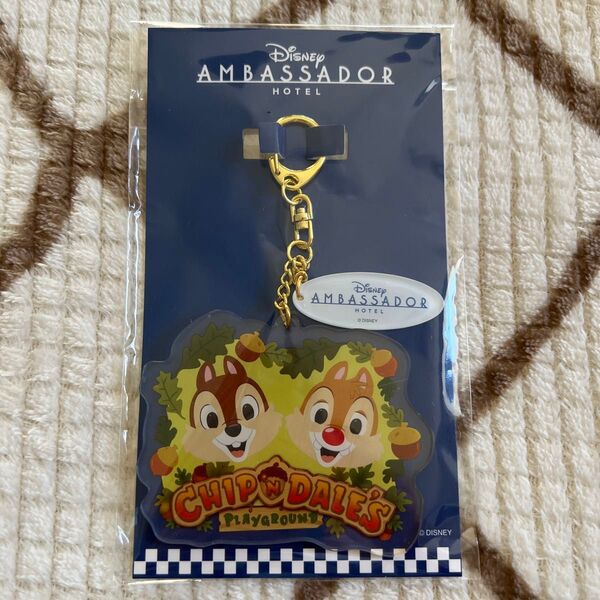 Disney
AMBASSADOR
HOTEL
Disney
AMBASSADOR
HOTEL
© DISNEY
CHIP 'N' DALE'S
PLAYGROUND
© DISNEY